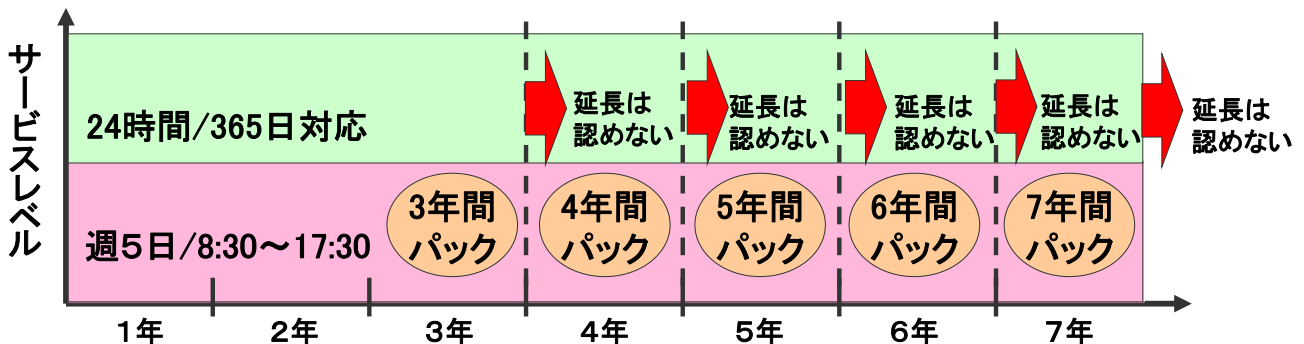 サービスレベル
24時間/365日対応
延長は
認めない
延長は
認めない
延長は
認めない
延長は
認めない
延長は
認めない
週５日/8:30～17:30
3年間
パック
4年間
パック
5年間
パック
6年間
パック
7年間
パック
１年
２年
３年
４年
５年
６年
７年